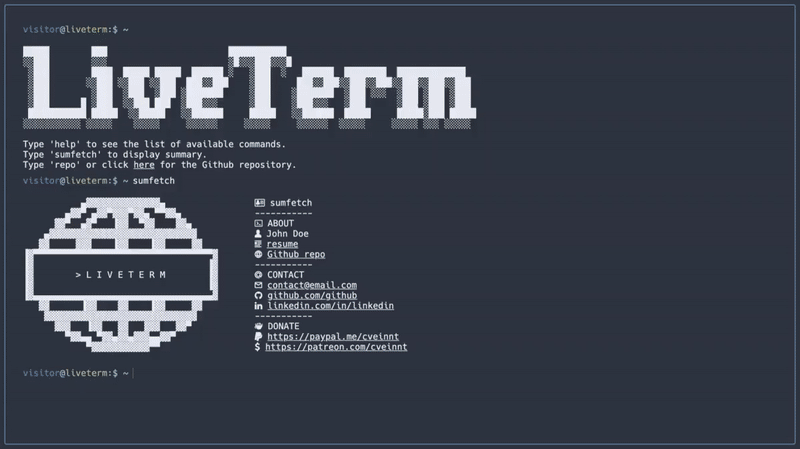 visitor@liveterm:$ ~
LiveTerm
Type 'help' to see the list of available commands.
Type 'sumfetch' to display summary.
Type 'repo' or click here for the Github repository.
visitor@liveterm:$ ~ sumfetch
> L I V E T E R M
sumfetch
-----------
ABOUT
John Doe
resume
Github repo
-----------
CONTACT
contact@email.com
github.com/github
linkedin.com/in/linkedin
-----------
DONATE
https://paypal.me/cveinnt
https://patreon.com/cveinnt
visitor@liveterm:$ ~